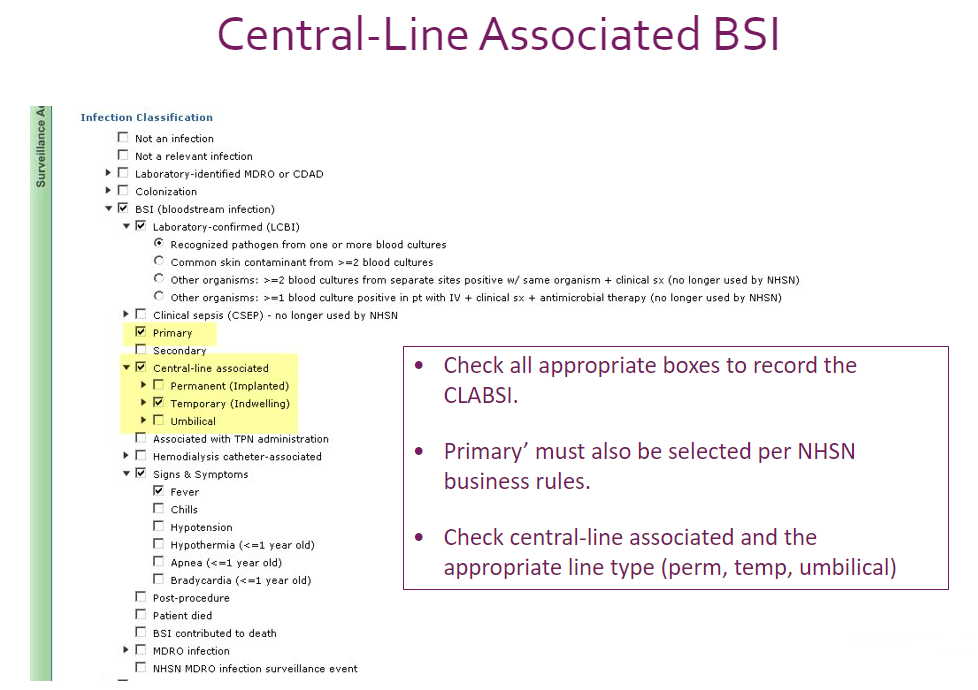 Central-Line Associated BSI
Surveillance
Infection Classification
Not an infection
Not a relevant infection
Laboratory-identified MDRO or CDAD
Colonization
BSI (bloodstream infection)
Laboratory-confirmed (LCBI)
Recognized pathogen from one or more blood cultures
Common skin contaminant from >=2 blood cultures
Other organisms: >=2 blood cultures from separate sites positive w/ same organism + clinical sx (no longer used by NHSN)
Other organisms: >=1 blood culture positive in pt with IV + clinical sx + antimicrobial therapy (no longer used by NHSN)
Clinical sepsis (CSEP) - no longer used by NHSN
Primary
Secondary
Central-line associated
Permanent (Implanted)
Temporary (Indwelling)
Umbilical
Associated with TPN administration
Hemodialysis catheter-associated
Signs & Symptoms
Fever
Chills
Hypotension
Hypothermia (<=1 year old)
Apnea (<=1 year old)
Bradycardia (<=1 year old)
Post-procedure
Patient died
BSI contributed to death
MDRO infection
NHSN MDRO infection surveillance event
• Check all appropriate boxes to record the
CLABSI.
• Primary’ must also be selected per NHSN
business rules.
• Check central-line associated and the
appropriate line type (perm, temp, umbilical)